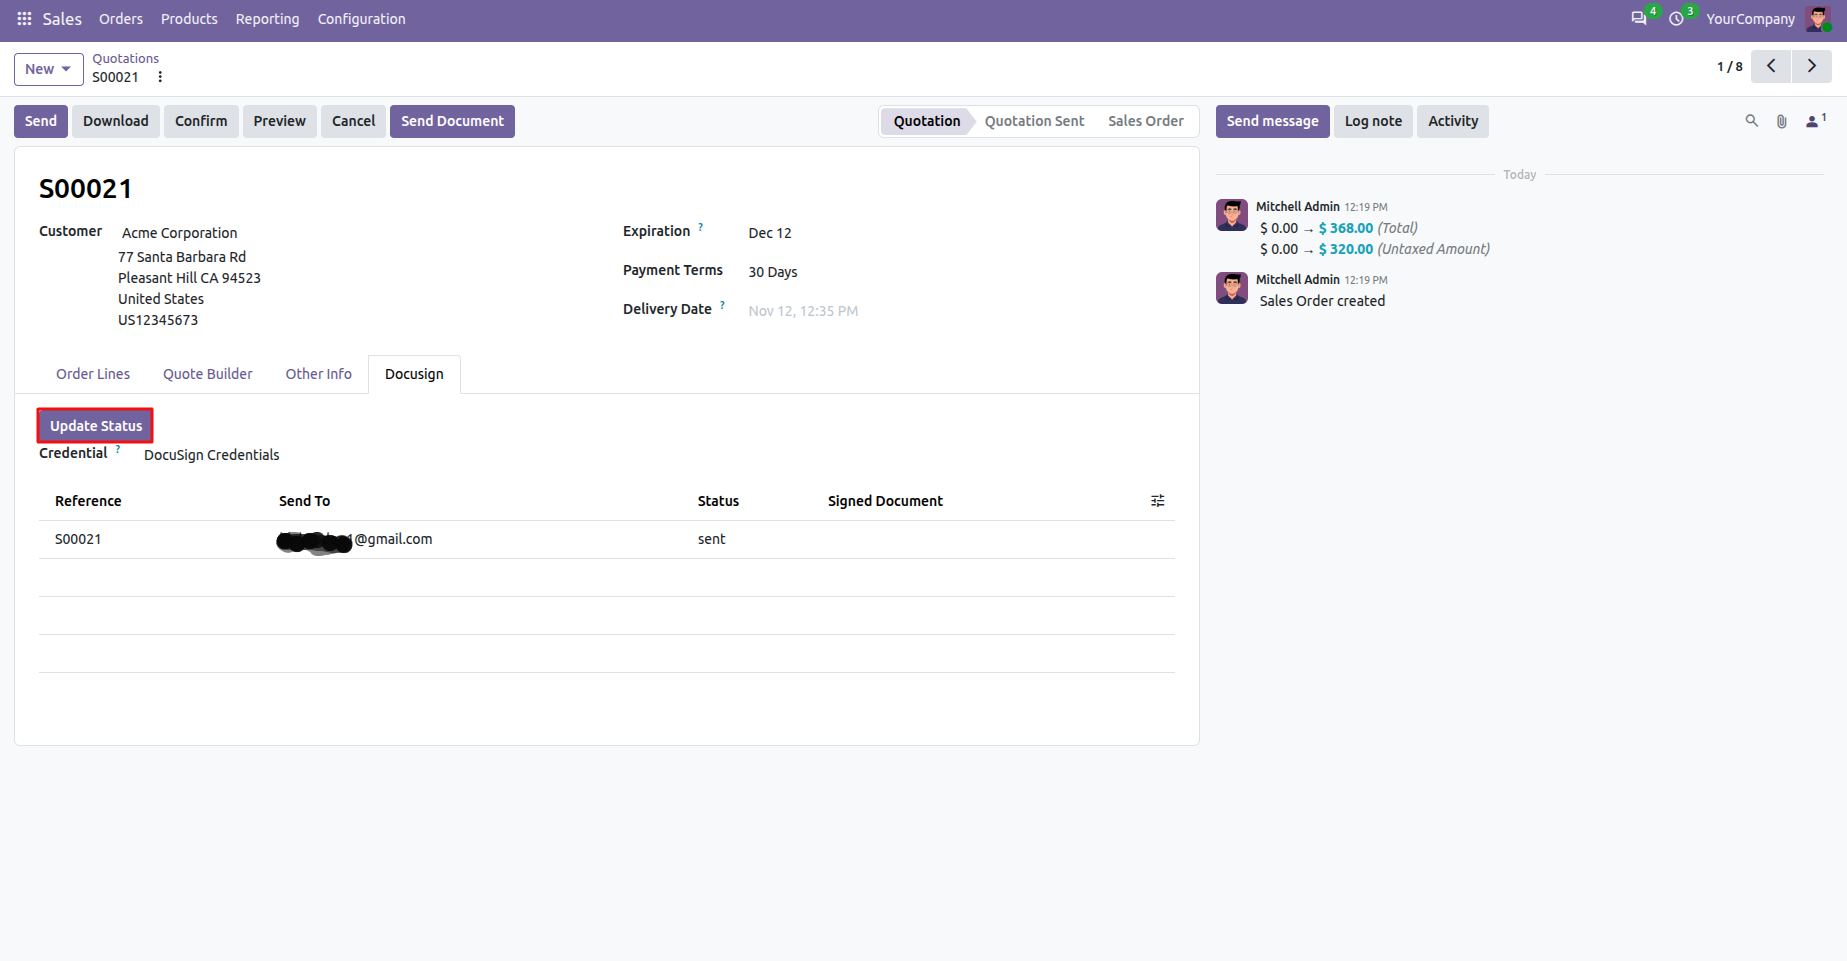 Sales Orders Products Reporting Configuration 4 3 YourCompany
New Quotations
S00021
1 / 8
Send Download Confirm Preview Cancel Send Document Quotation Quotation Sent Sales Order Send message Log note Activity 1
S00021
Customer Acme Corporation
77 Santa Barbara Rd
Pleasant Hill CA 94523
United States
US12345673
Expiration ? Dec 12
Payment Terms 30 Days
Delivery Date ? Nov 12, 12:35 PM
Order Lines Quote Builder Other Info Docusign
Update Status
Credential ? DocuSign Credentials
Reference Send To Status Signed Document
S00021 @gmail.com sent
Today
Mitchell Admin 12:19 PM
$ 0.00 → $ 368.00 (Total)
$ 0.00 → $ 320.00 (Untaxed Amount)
Mitchell Admin 12:19 PM
Sales Order created